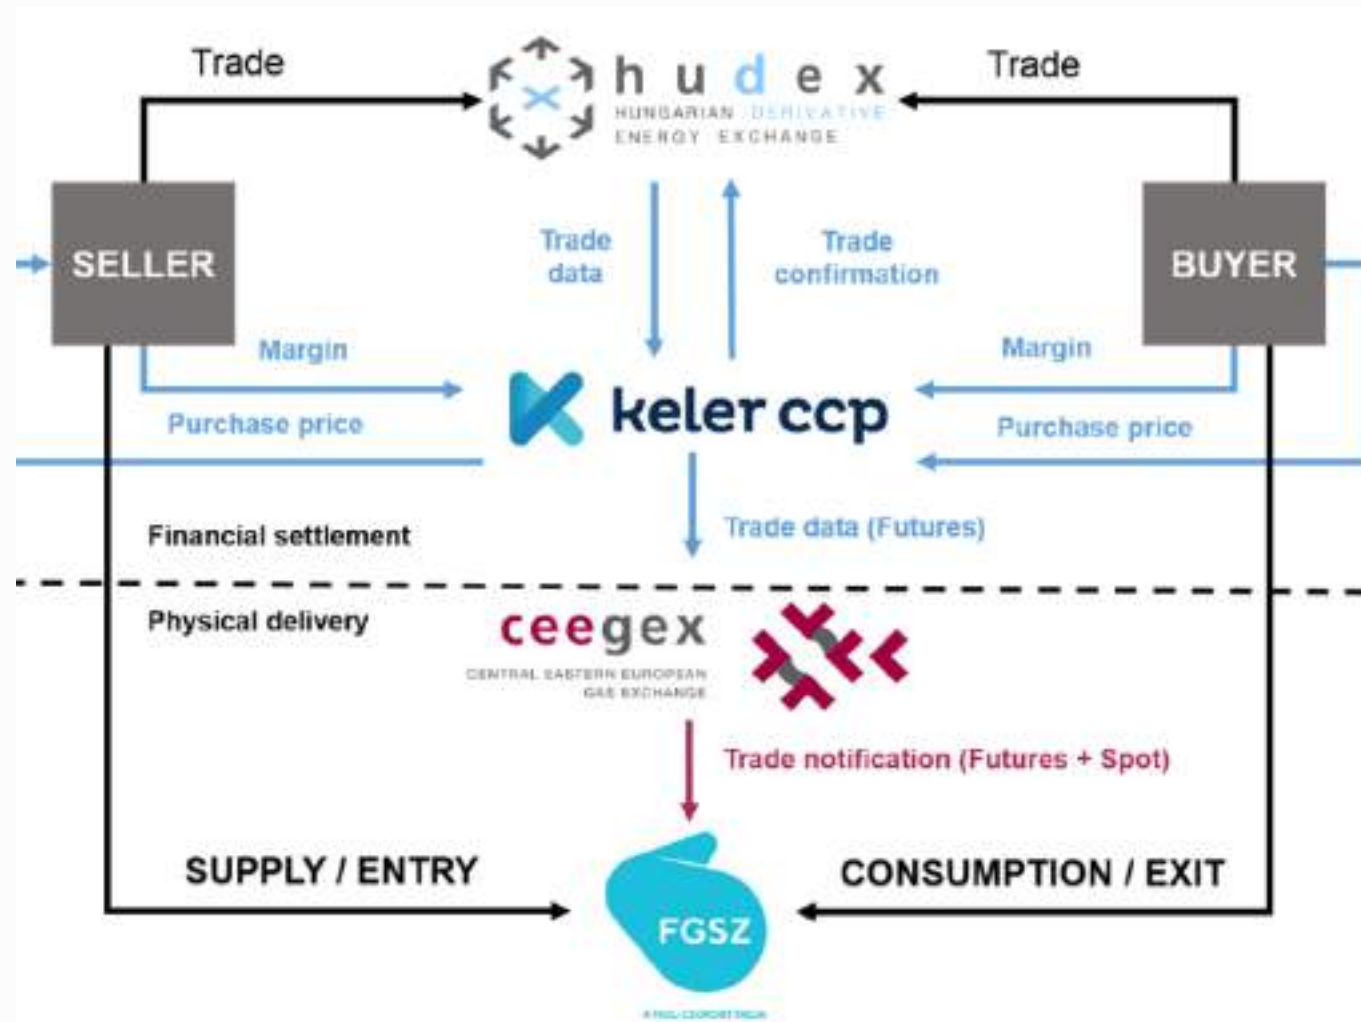 Trade
hudex
Trade
HUNGARIAN DERIVATIVE
ENERGY EXCHANGE
SELLER
Trade
data
Trade
confirmation
BUYER
Margin
Margin
keler ccp
Purchase price
Purchase price
Trade data (Futures)
Financial settlement
Physical delivery
ceegex
CENTRAL EASTERN EUROPEAN
GAS EXCHANGE
Trade notification (Futures + Spot)
SUPPLY / ENTRY
CONSUMPTION / EXIT
FGSZ